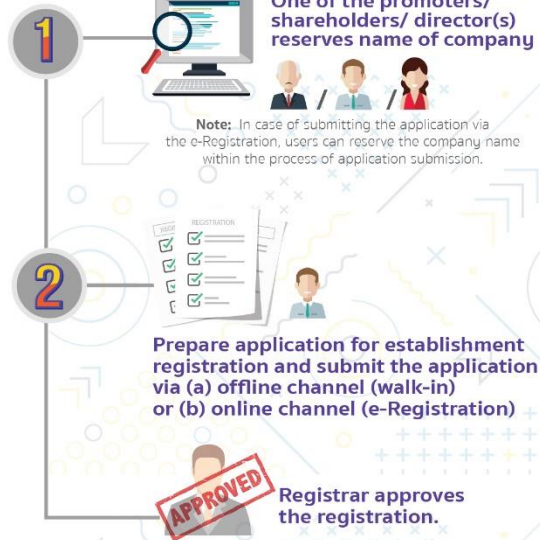 1
One of the promoters/
shareholders/ director(s)
reserves name of company
Note: In case of submitting the application via
the e-Registration, users can reserve the company name
within the process of application submission.
REGISTRATION
2
Prepare application for establishment
registration and submit the application
via (a) offline channel (walk-in)
or (b) online channel (e-Registration)
APPROVED
Registrar approves
the registration.